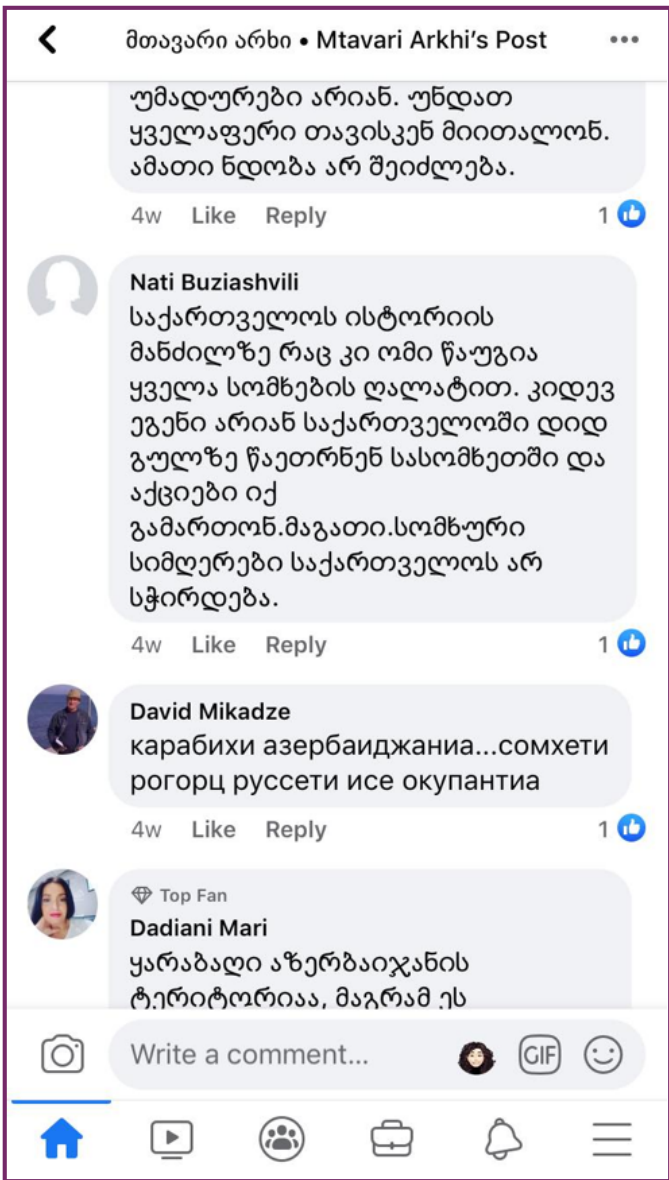 მთავარი არხი • Mtavari Arkhi's Post
უმადურები არიან. უნდათ
ყველაფერი თავისკენ მიითალონ.
ამათი ნდობა არ შეიძლება.
4w Like Reply 1
Nati Buziashvili
საქართველოს ისტორიის
მანძილზე რაც კი ომი წაუგია
ყველა სომხების ღალატით. კიდევ
ეგენი არიან საქართველოში დიდ
გულზე წაეთრნენ სასომხეთში და
აქციები იქ
გამართონ.მაგათი.სომხური
სიმღერები საქართველოს არ
სჭირდება.
4w Like Reply 1
David Mikadze
карабихи азербаиджаниа...сомхети
рогорц руссети исе окупантиа
4w Like Reply 1
Top Fan
Dadiani Mari
ყარაბაღი აზერბაიჯანის
ტერიტორიაა, მაგრამ ეს
Write a comment... GIF